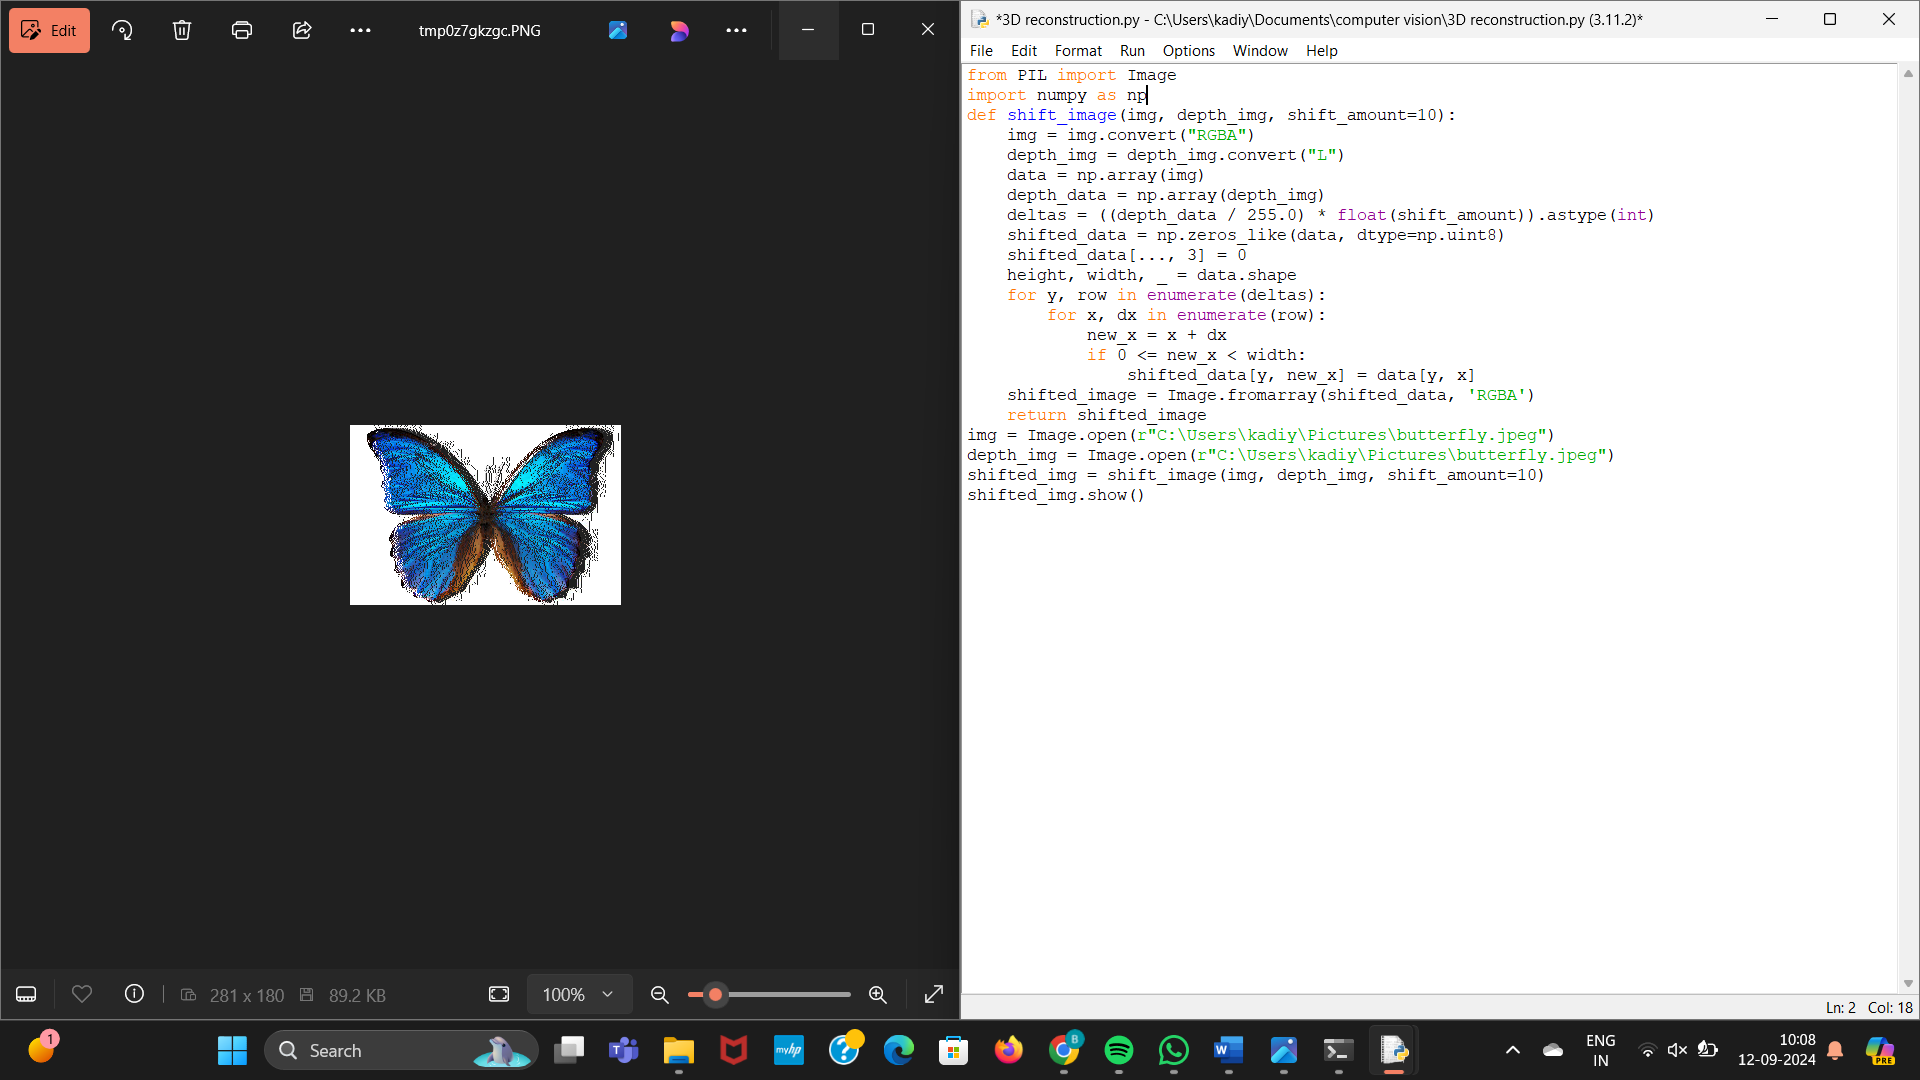 Edit
tmp0z7gkzgc.PNG
281 x 180
89.2 KB
100%
*3D reconstruction.py - C:\Users\kadiy\Documents\computer vision\3D reconstruction.py (3.11.2)*
File Edit Format Run Options Window Help
from PIL import Image
import numpy as np
def shift_image(img, depth_img, shift_amount=10):
    img = img.convert("RGBA")
    depth_img = depth_img.convert("L")
    data = np.array(img)
    depth_data = np.array(depth_img)
    deltas = ((depth_data / 255.0) * float(shift_amount)).astype(int)
    shifted_data = np.zeros_like(data, dtype=np.uint8)
    shifted_data[..., 3] = 0
    height, width, _ = data.shape
    for y, row in enumerate(deltas):
        for x, dx in enumerate(row):
            new_x = x + dx
            if 0 <= new_x < width:
                shifted_data[y, new_x] = data[y, x]
    shifted_image = Image.fromarray(shifted_data, 'RGBA')
    return shifted_image
img = Image.open(r"C:\Users\kadiy\Pictures\butterfly.jpeg")
depth_img = Image.open(r"C:\Users\kadiy\Pictures\butterfly.jpeg")
shifted_img = shift_image(img, depth_img, shift_amount=10)
shifted_img.show()
Ln: 2 Col: 18
1
Search
T
myhp
?
B
W
ENG
IN
10:08
12-09-2024
PRE